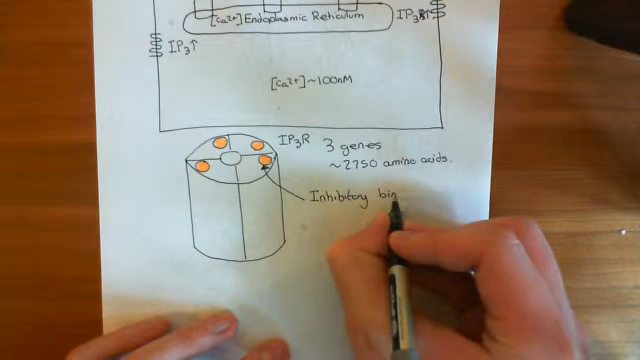 [Ca²⁺] Endoplasmic Reticulum
IP₃R↑
IP₃↑
[Ca²⁺] ~100nM
IP₃R
3 genes
~2750 amino acids.
Inhibitory bin